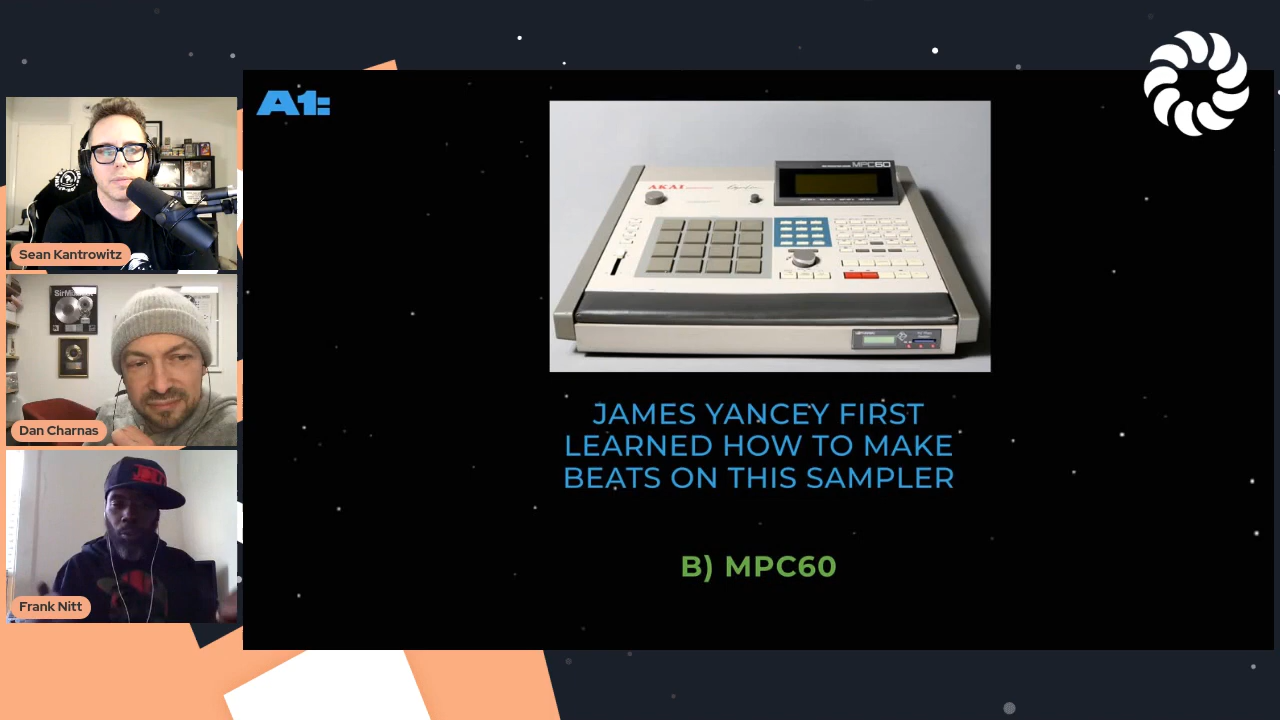 A1:
Sean Kantrowitz
SirMix
Dan Charnas
Frank Nitt
AKAI
MPC60
JAMES YANCEY FIRST
LEARNED HOW TO MAKE
BEATS ON THIS SAMPLER
B) MPC60